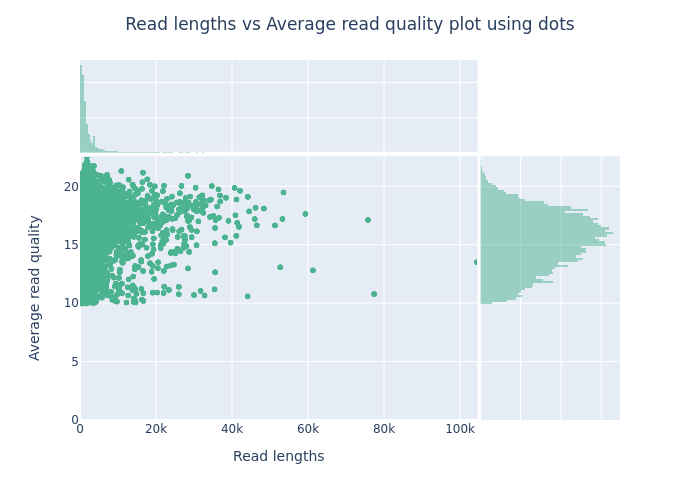 Read lengths vs Average read quality plot using dots
20
15
10
5
0
Average read quality
0
20k
40k
60k
80k
100k
Read lengths